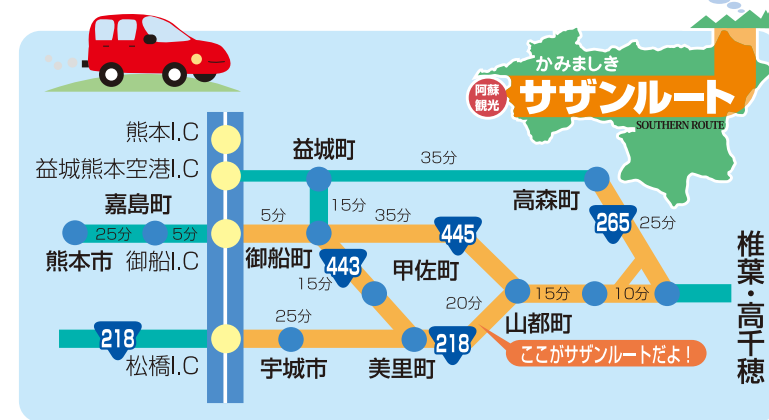 かみましき
阿蘇
観光
サザンルート
SOUTHERN ROUTE
熊本I.C
益城熊本空港I.C
益城町
35分
高森町
嘉島町
5分
15分
35分
445
265
25分
25分
5分
熊本市
御船I.C
御船町
443
甲佐町
15分
20分
15分
10分
椎葉・高千穂
山都町
218
25分
218
松橋I.C
宇城市
美里町
ここがサザンルートだよ！